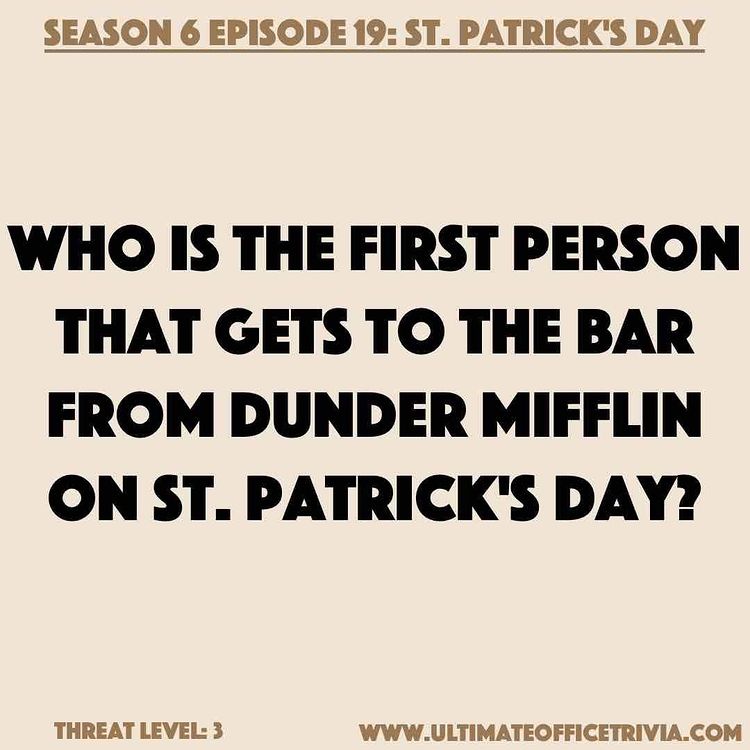 SEASON 6 EPISODE 19: ST. PATRICK'S DAY
WHO IS THE FIRST PERSON
THAT GETS TO THE BAR
FROM DUNDER MIFFLIN
ON ST. PATRICK'S DAY?
THREAT LEVEL: 3
WWW.ULTIMATEOFFICETRIVIA.COM